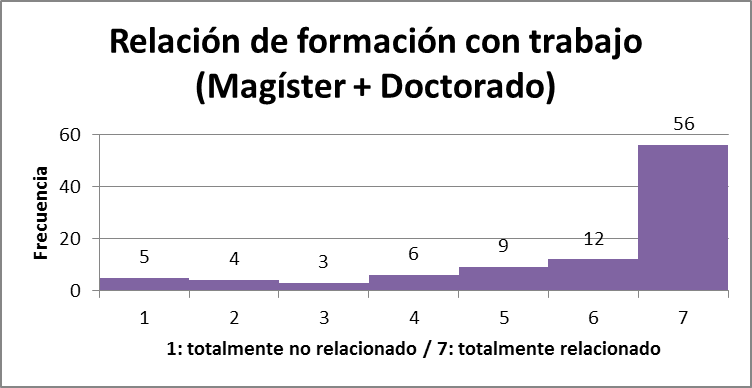 Relación de formación con trabajo
(Magíster + Doctorado)
Frecuencia
60
40
20
0
5
4
3
6
9
12
56
1 2 3 4 5 6 7
1: totalmente no relacionado / 7: totalmente relacionado